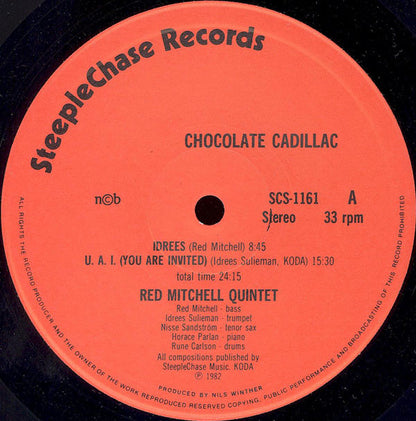 SteepleChase Records
CHOCOLATE CADILLAC
n©b
SCS-1161 A
Stereo 33 rpm
IDREES (Red Mitchell) 8:45
U. A. I. (YOU ARE INVITED) (Idrees Sulieman, KODA) 15:30
total time 24:15
RED MITCHELL QUINTET
Red Mitchell - bass
Idrees Sulieman - trumpet
Nisse Sandström - tenor sax
Horace Parlan - piano
Rune Carlson - drums
All compositions published by
SteepleChase Music. KODA
℗ 1982
PRODUCED BY NILS WINTHER
ALL RIGHTS OF THE RECORD PRODUCER AND OF THE OWNER OF THE WORK REPRODUCED RESERVED COPYING, PUBLIC PERFORMANCE AND BROADCASTING OF THIS RECORD PROHIBITED